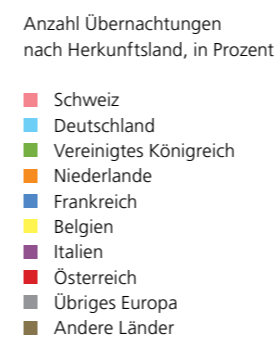 Anzahl Übernachtungen
nach Herkunftsland, in Prozent
Schweiz
Deutschland
Vereinigtes Königreich
Niederlande
Frankreich
Belgien
Italien
Österreich
Übriges Europa
Andere Länder